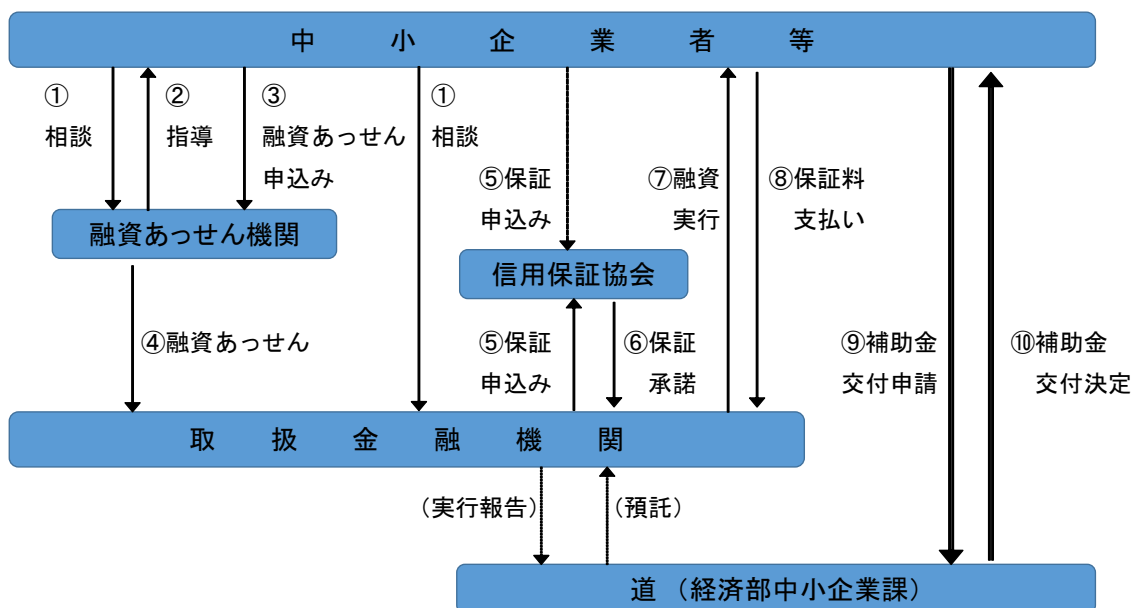 中小企業者等
①
相談
②
指導
③
融資あっせん
申込み
①
相談
⑤保証
申込み
⑦融資
実行
⑧保証料
支払い
融資あっせん機関
信用保証協会
④融資あっせん
⑤保証
申込み
⑥保証
承諾
⑨補助金
交付申請
⑩補助金
交付決定
取扱金融機関
（実行報告）
（預託）
道（経済部中小企業課）